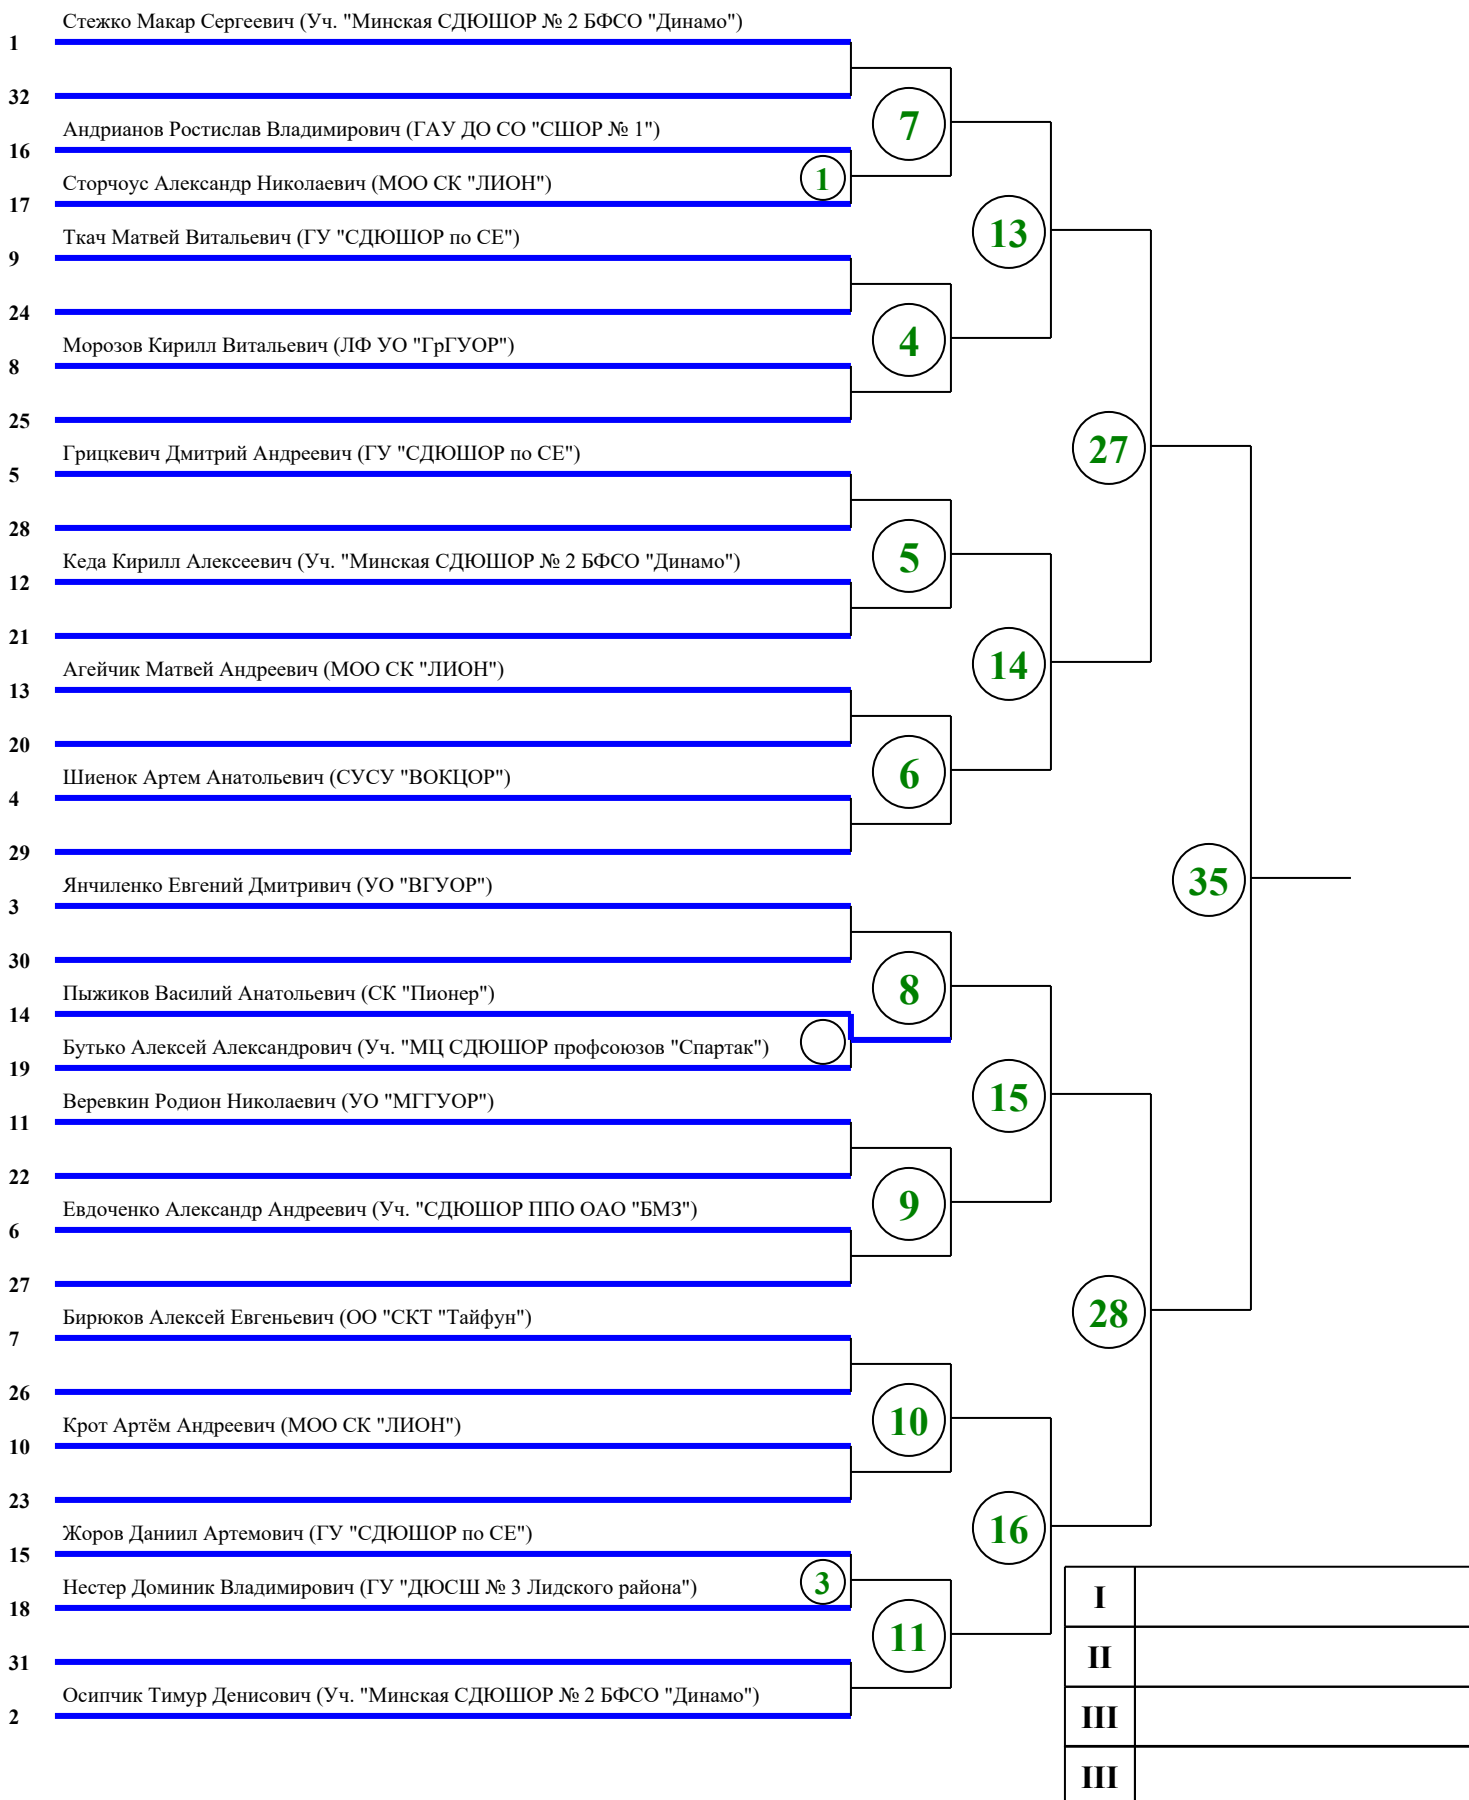 Стежко Макар Сергеевич (Уч. "Минская СДЮШОР № 2 БФСО "Динамо")
1
32
Андрианов Ростислав Владимирович (ГАУ ДО СО "СШОР № 1")
16
Сторчоус Александр Николаевич (МОО СК "ЛИОН")
1
17
7
Ткач Матвей Витальевич (ГУ "СДЮШОР по СЕ")
9
13
24
Морозов Кирилл Витальевич (ЛФ УО "ГрГУОР")
8
4
25
Грицкевич Дмитрий Андреевич (ГУ "СДЮШОР по СЕ")
5
27
28
Кеда Кирилл Алексеевич (Уч. "Минская СДЮШОР № 2 БФСО "Динамо")
12
5
21
Агейчик Матвей Андреевич (МОО СК "ЛИОН")
13
14
20
Шиенок Артем Анатольевич (СУСУ "ВОКЦОР")
4
6
29
Янчиленко Евгений Дмитривич (УО "ВГУОР")
3
35
30
Пыжиков Василий Анатольевич (СК "Пионер")
14
8
Бутько Алексей Александрович (Уч. "МЦ СДЮШОР профсоюзов "Спартак")
19
Веревкин Родион Николаевич (УО "МГГУОР")
11
15
22
Евдоченко Александр Андреевич (Уч. "СДЮШОР ППО ОАО "БМЗ")
6
9
27
Бирюков Алексей Евгеньевич (ОО "СКТ "Тайфун")
7
28
26
Крот Артём Андреевич (МОО СК "ЛИОН")
10
10
23
Жоров Даниил Артемович (ГУ "СДЮШОР по СЕ")
15
16
Нестер Доминик Владимирович (ГУ "ДЮСШ № 3 Лидского района")
3
18
11
31
Осипчик Тимур Денисович (Уч. "Минская СДЮШОР № 2 БФСО "Динамо")
2
I
II
III
III